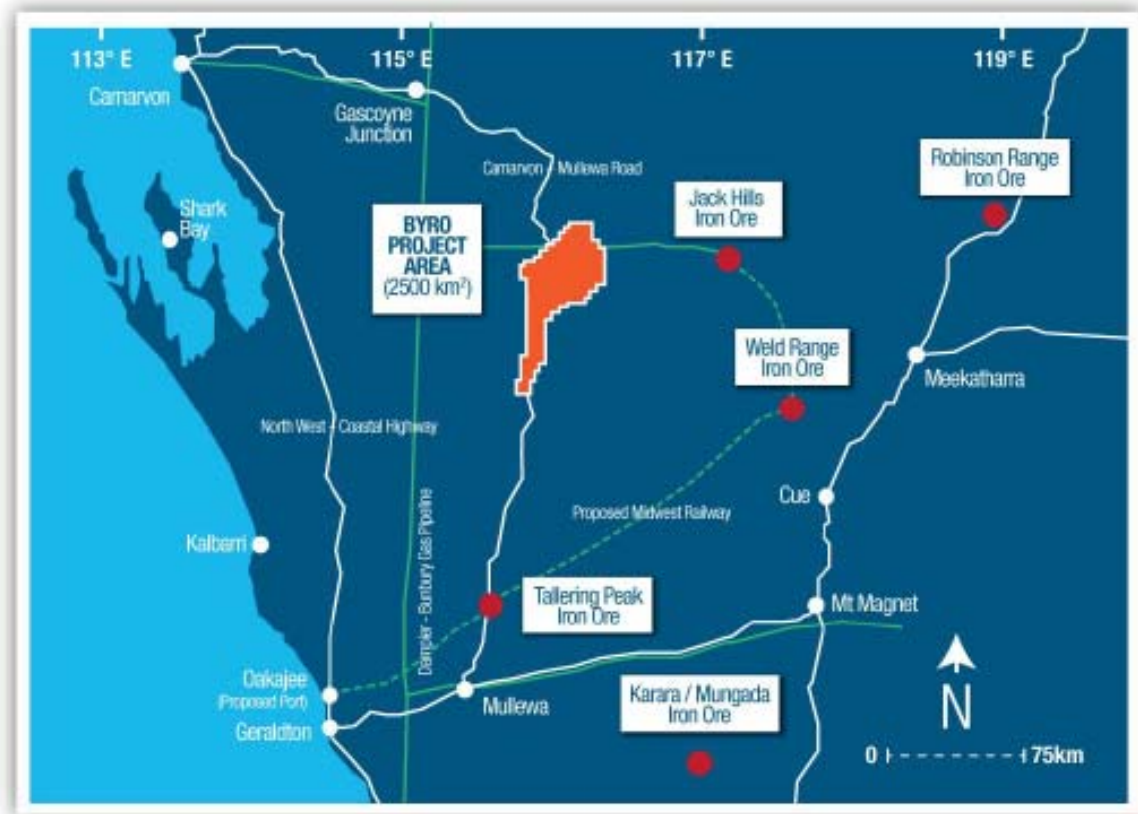 113° E
115° E
117° E
119° E
Carnarvon
Gascoyne
Junction
Carnarvon - Mullewa Road
Robinson Range
Iron Ore
Jack Hills
Iron Ore
Shark
Bay
BYRO
PROJECT
AREA
(2500 km²)
Weld Range
Iron Ore
Meekatharra
North West - Coastal Highway
Cue
Proposed Midwest Railway
Kalbarri
Dampier - Bunbury Gas Pipeline
Tallering Peak
Iron Ore
Mt Magnet
Oakajee
(Proposed Port)
Mullewa
Geraldton
Karara / Mungada
Iron Ore
N
0 75km